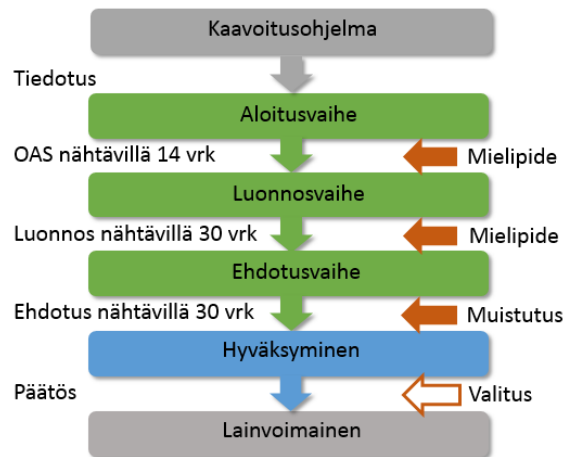 Kaavoitusohjelma
Tiedotus
Aloitusvaihe
OAS nähtävillä 14 vrk
Mielipide
Luonnosvaihe
Luonnos nähtävillä 30 vrk
Mielipide
Ehdotusvaihe
Ehdotus nähtävillä 30 vrk
Muistutus
Hyväksyminen
Päätös
Valitus
Lainvoimainen